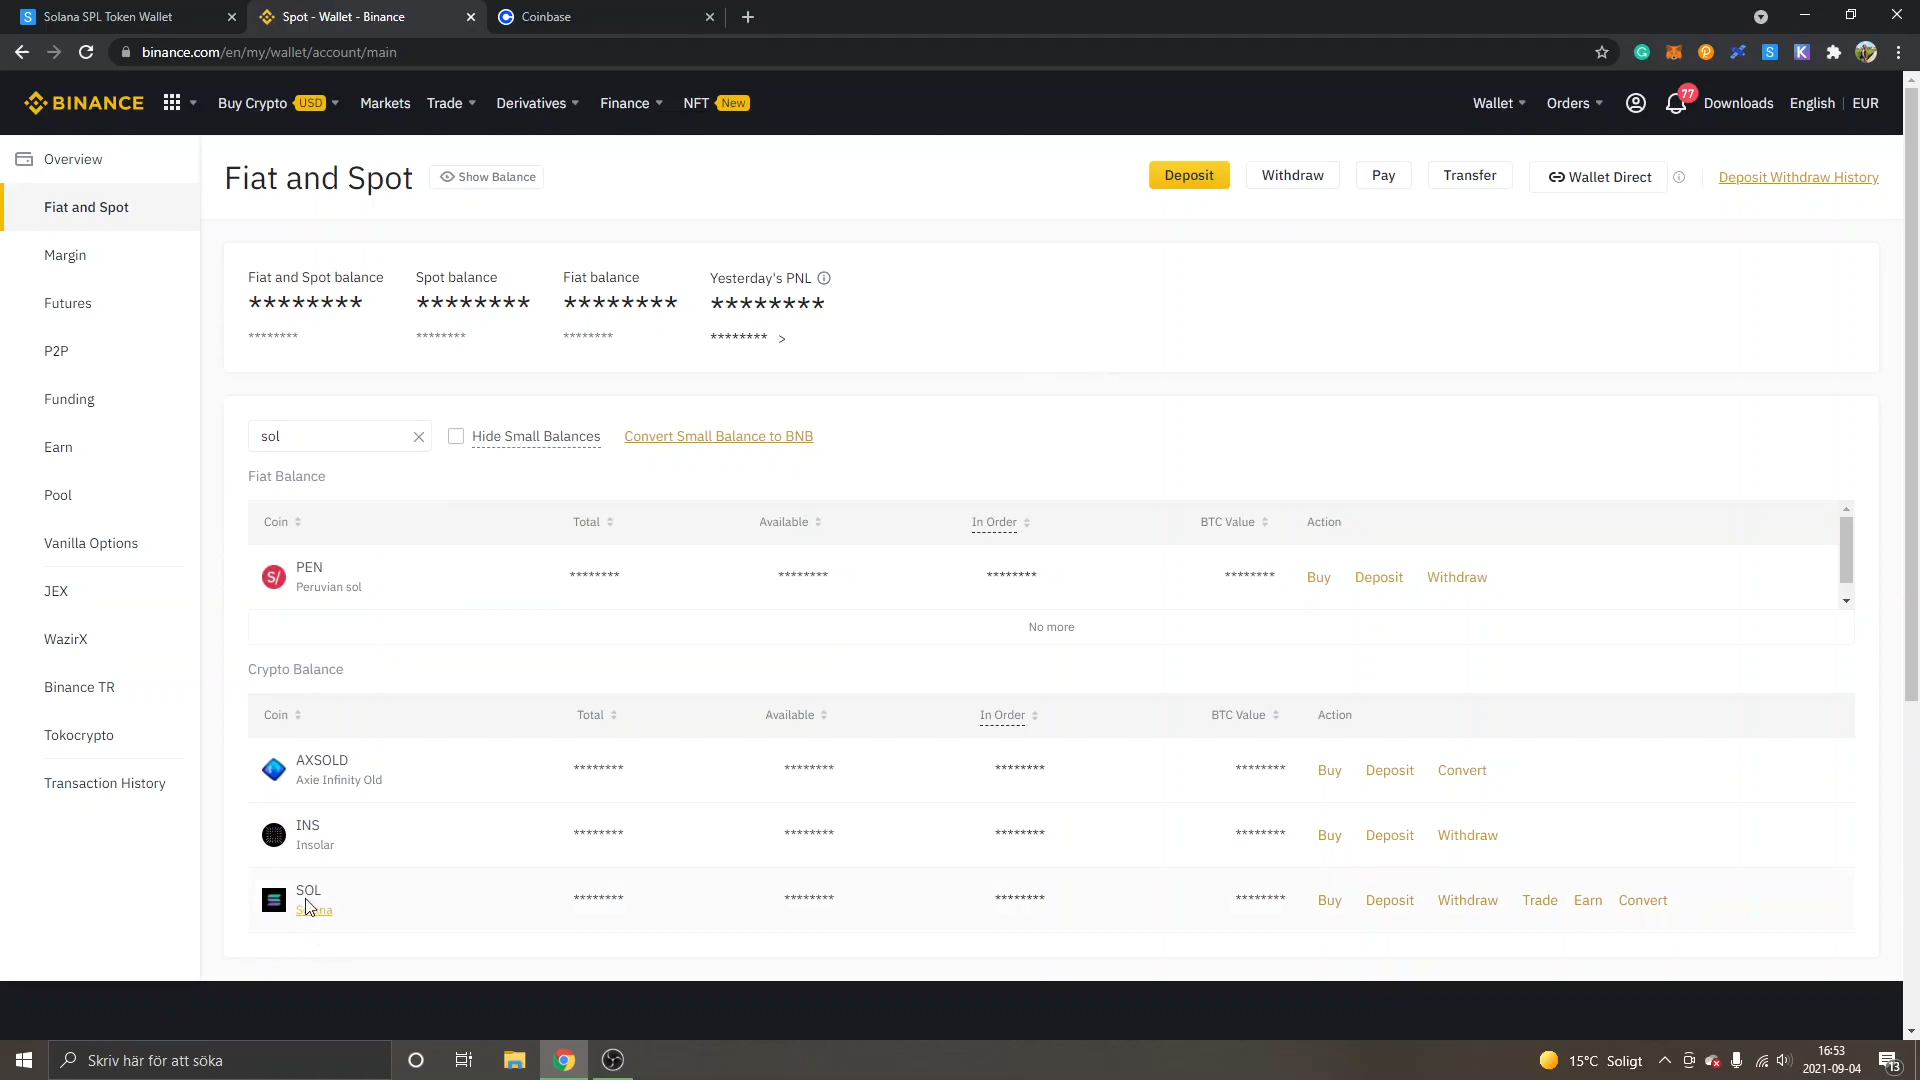 Solana SPL Token Wallet
Spot - Wallet - Binance
Coinbase
binance.com/en/my/wallet/account/main
BINANCE
Buy Crypto USD
Markets
Trade
Derivatives
Finance
NFT New
Wallet
Orders
77
Downloads
English
EUR
Overview
Fiat and Spot
Margin
Futures
P2P
Funding
Earn
Pool
Vanilla Options
JEX
WazirX
Binance TR
Tokocrypto
Transaction History
Fiat and Spot
Show Balance
Deposit
Withdraw
Pay
Transfer
Wallet Direct
Deposit Withdraw History
Fiat and Spot balance Spot balance Fiat balance Yesterday's PNL
******** ******** ******** ********
******** ******** ******** ******** >
sol
Hide Small Balances
Convert Small Balance to BNB
Fiat Balance
Coin Total Available In Order BTC Value Action
PEN
Peruvian sol
******** ******** ******** ******** Buy Deposit Withdraw
No more
Crypto Balance
Coin Total Available In Order BTC Value Action
AXSOLD
Axie Infinity Old
******** ******** ******** ******** Buy Deposit Convert
INS
Insolar
******** ******** ******** ******** Buy Deposit Withdraw
SOL
******** ******** ******** ******** Buy Deposit Withdraw Trade Earn Convert
Skriv här för att söka
15°C Soligt
16:53
2021-09-04
13